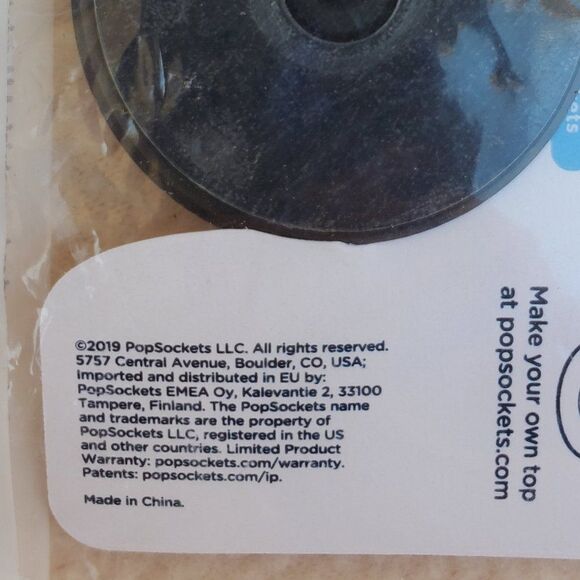 ©2019 PopSockets LLC. All rights reserved.
5757 Central Avenue, Boulder, CO, USA;
imported and distributed in EU by:
PopSockets EMEA Oy, Kalevantie 2, 33100
Tampere, Finland. The PopSockets name
and trademarks are the property of
PopSockets LLC, registered in the US
and other countries. Limited Product
Warranty: popsockets.com/warranty.
Patents: popsockets.com/ip.
Made in China.
Make your own top
at popsockets.com